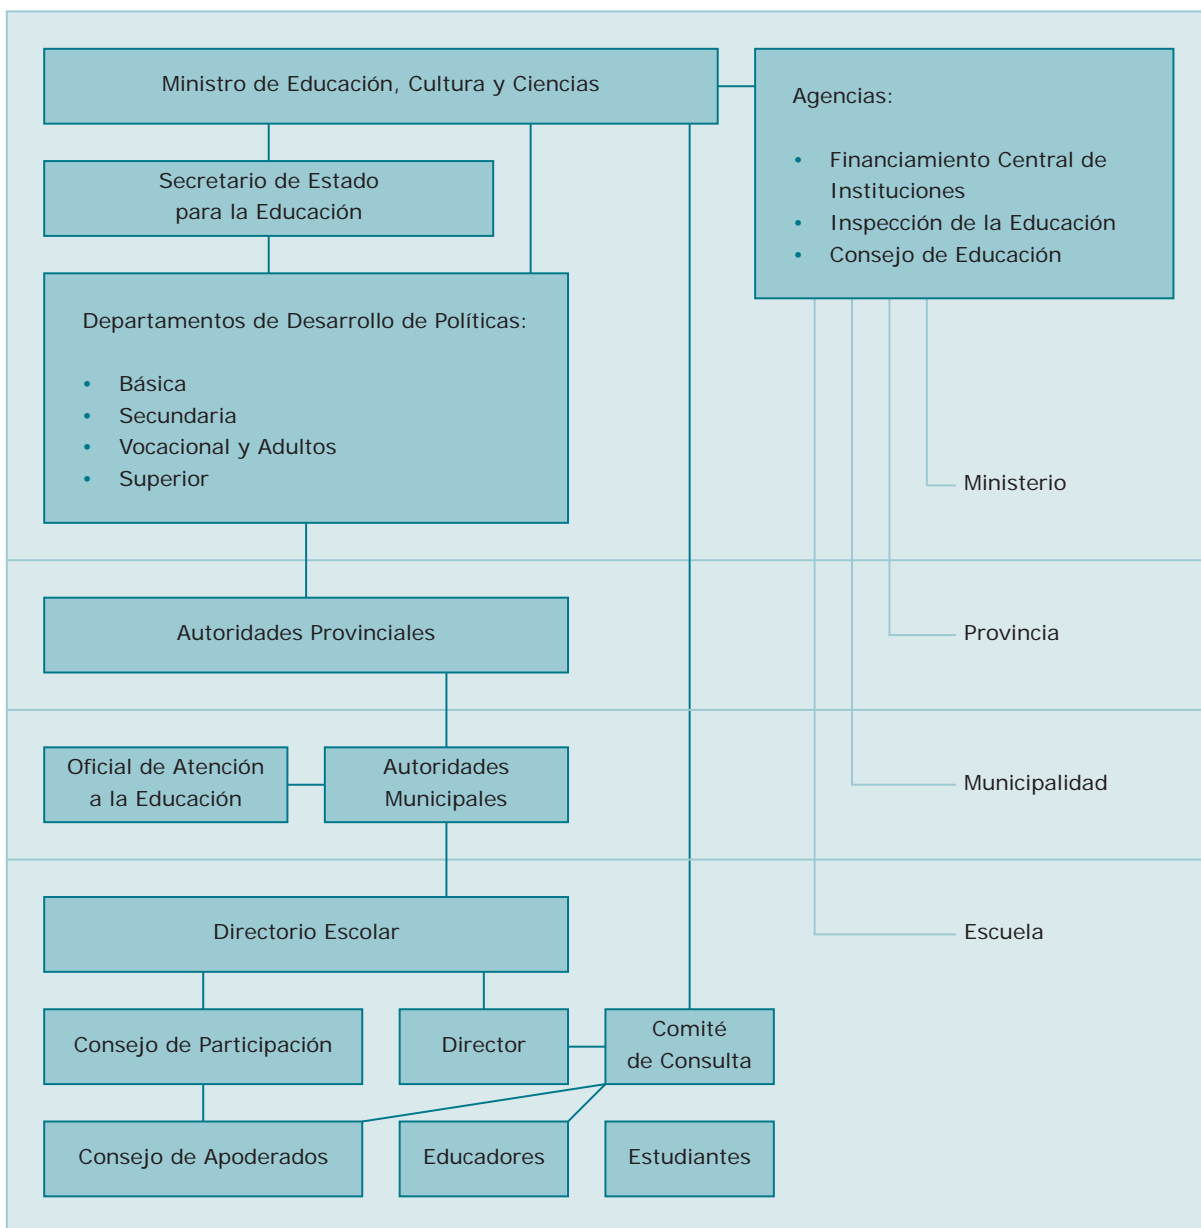 Ministro de Educación, Cultura y Ciencias
Agencias:
• Financiamiento Central de
Instituciones
• Inspección de la Educación
• Consejo de Educación
Secretario de Estado
para la Educación
Departamentos de Desarrollo de Políticas:
• Básica
• Secundaria
• Vocacional y Adultos
• Superior
Ministerio
Autoridades Provinciales
Provincia
Oficial de Atención
a la Educación
Autoridades
Municipales
Municipalidad
Directorio Escolar
Escuela
Consejo de Participación
Director
Comité
de Consulta
Consejo de Apoderados
Educadores
Estudiantes